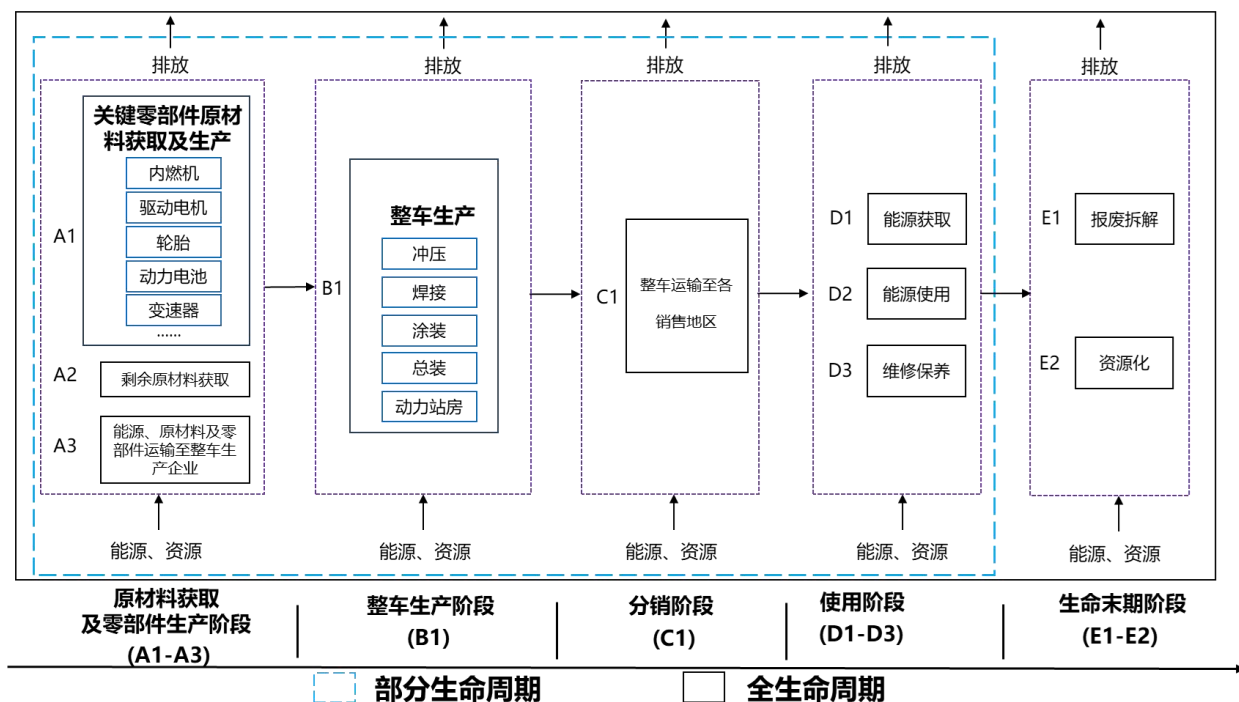 排放
排放
排放
排放
排放
关键零部件原材
料获取及生产
内燃机
驱动电机
轮胎
动力电池
变速器
......
A1
A2
剩余原材料获取
A3
能源、原材料及零
部件运输至整车生
产企业
能源、资源
B1
整车生产
冲压
焊接
涂装
总装
动力站房
能源、资源
C1
整车运输至各
销售地区
能源、资源
D1
能源获取
D2
能源使用
D3
维修保养
能源、资源
E1
报废拆解
E2
资源化
能源、资源
原材料获取
及零部件生产阶段
(A1-A3)
整车生产阶段
(B1)
分销阶段
(C1)
使用阶段
(D1-D3)
生命末期阶段
(E1-E2)
部分生命周期
全生命周期